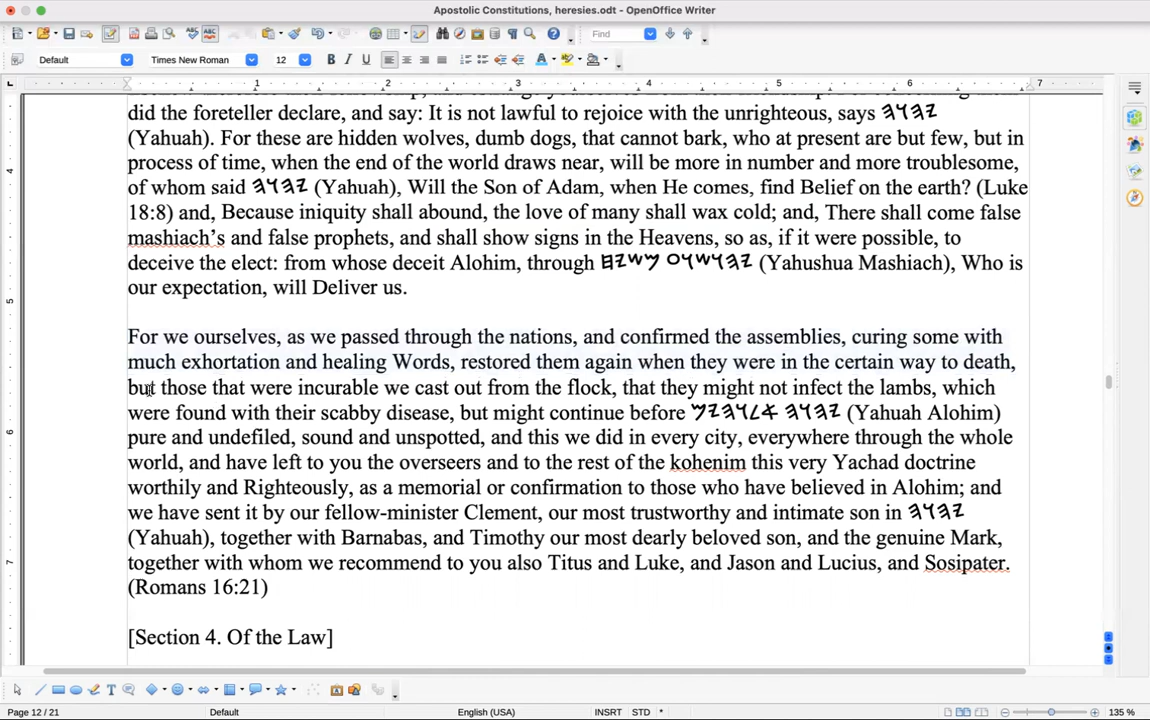 Apostolic Constitutions, heresies.odt - OpenOffice Writer
Find
Default Times New Roman 12
1 2 3 4 5 6 7
did the foreteller declare, and say: It is not lawful to rejoice with the unrighteous, says 𐤉𐤄𐤅𐤄
(Yahuah). For these are hidden wolves, dumb dogs, that cannot bark, who at present are but few, but in
process of time, when the end of the world draws near, will be more in number and more troublesome,
of whom said 𐤉𐤄𐤅𐤄 (Yahuah), Will the Son of Adam, when He comes, find Belief on the earth? (Luke
18:8) and, Because iniquity shall abound, the love of many shall wax cold; and, There shall come false
mashiach’s and false prophets, and shall show signs in the Heavens, so as, if it were possible, to
deceive the elect: from whose deceit Alohim, through 𐤉𐤄𐤅𐤔𐤅𐤏 𐤌𐤔𐤉𐤇 (Yahushua Mashiach), Who is
our expectation, will Deliver us.
For we ourselves, as we passed through the nations, and confirmed the assemblies, curing some with
much exhortation and healing Words, restored them again when they were in the certain way to death,
but those that were incurable we cast out from the flock, that they might not infect the lambs, which
were found with their scabby disease, but might continue before 𐤉𐤄𐤅𐤄 𐤀𐤋𐤅𐤄𐤉𐤌 (Yahuah Alohim)
pure and undefiled, sound and unspotted, and this we did in every city, everywhere through the whole
world, and have left to you the overseers and to the rest of the kohenim this very Yachad doctrine
worthily and Righteously, as a memorial or confirmation to those who have believed in Alohim; and
we have sent it by our fellow-minister Clement, our most trustworthy and intimate son in 𐤉𐤄𐤅𐤄
(Yahuah), together with Barnabas, and Timothy our most dearly beloved son, and the genuine Mark,
together with whom we recommend to you also Titus and Luke, and Jason and Lucius, and Sosipater.
(Romans 16:21)
[Section 4. Of the Law]
Page 12 / 21 Default English (USA) INSRT STD * 135 %